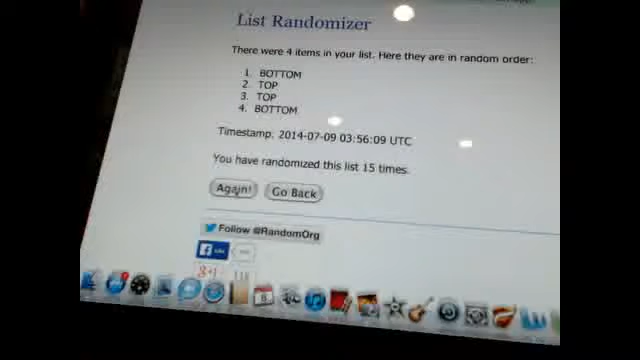 List Randomizer
There were 4 items in your list. Here they are in random order:
1. BOTTOM
2. TOP
3. TOP
4. BOTTOM
Timestamp: 2014-07-09 03:56:09 UTC
You have randomized this list 15 times.
Again!
Go Back
Follow @RandomOrg